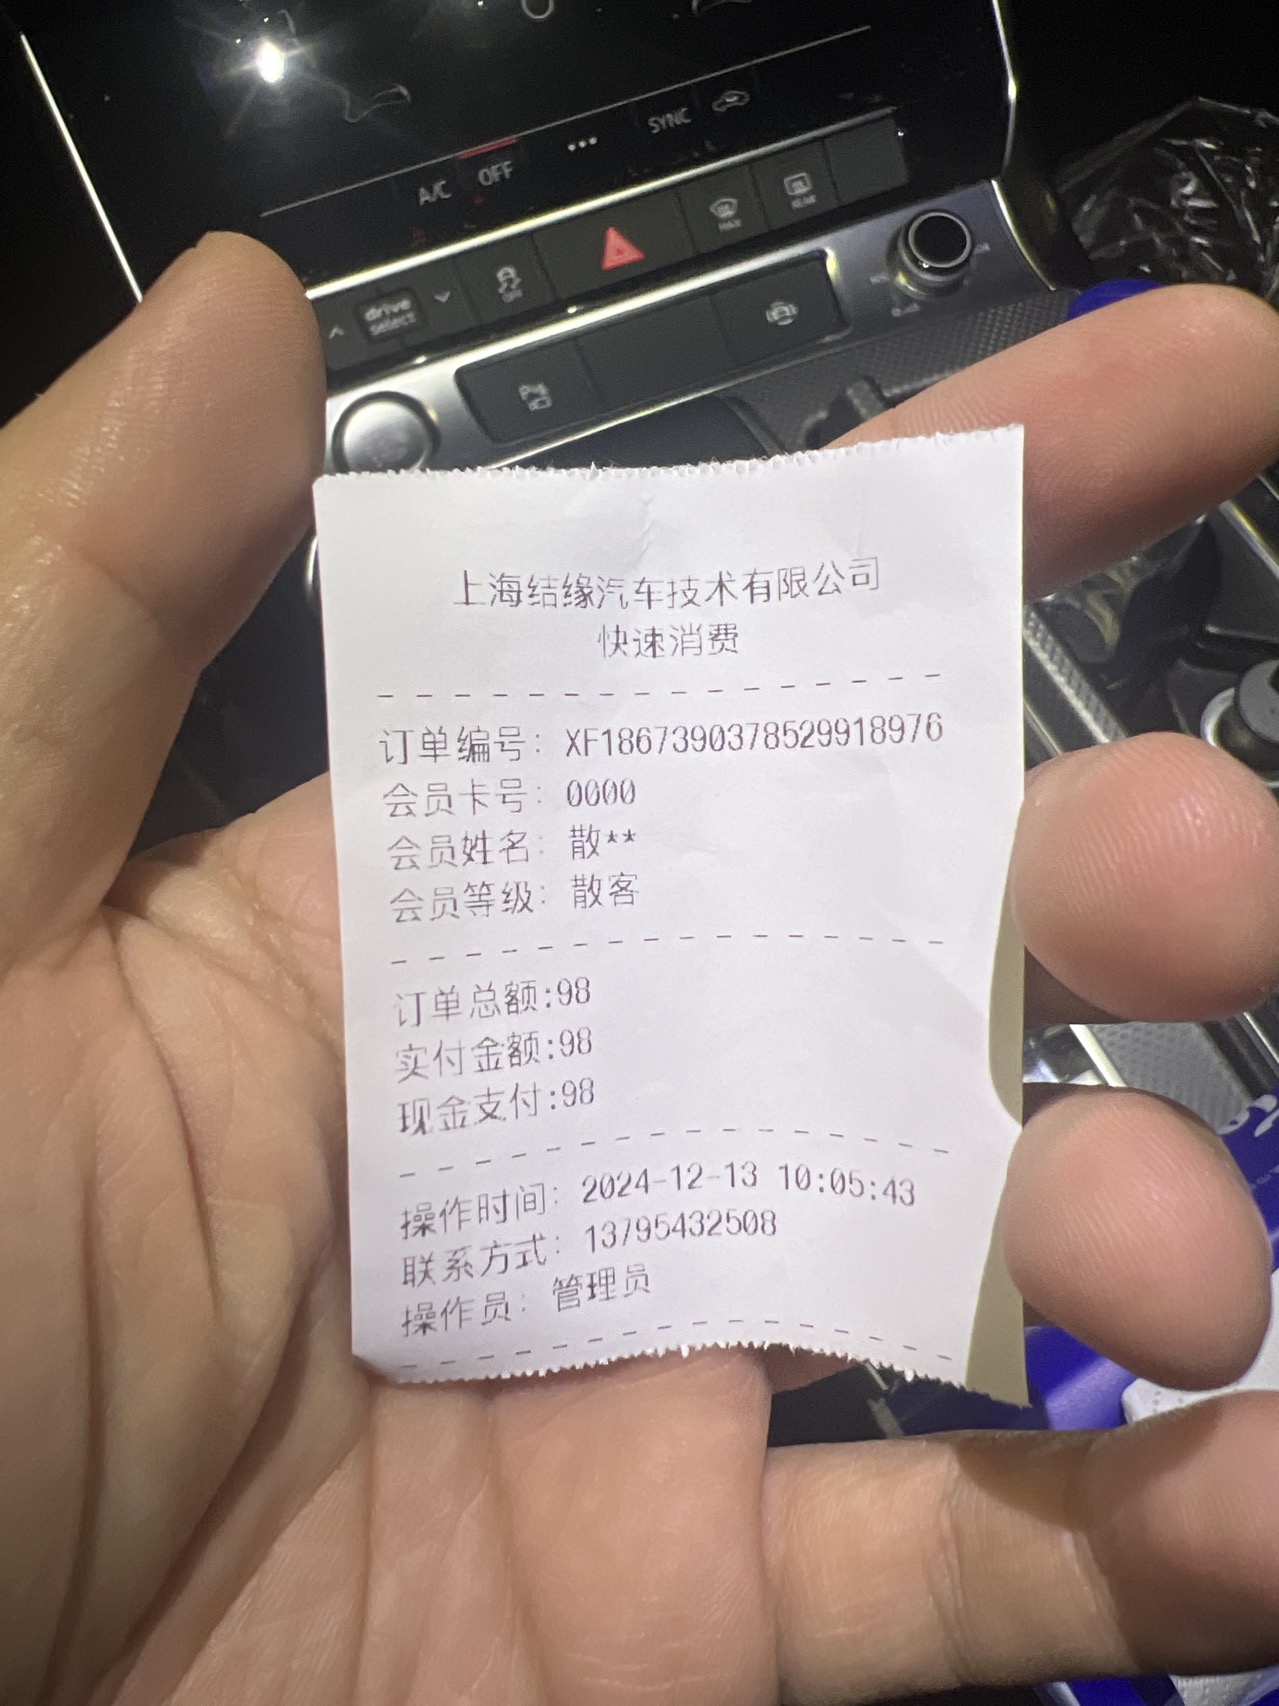 SYNC
A/C OFF •••
drive
select
OFF
MAX
REAR
上海结缘汽车技术有限公司
快速消费
订单编号: XF1867390378529918976
会员卡号: 0000
会员姓名: 散**
会员等级: 散客
订单总额:98
实付金额:98
现金支付:98
操作时间: 2024-12-13 10:05:43
联系方式: 13795432508
操作员: 管理员